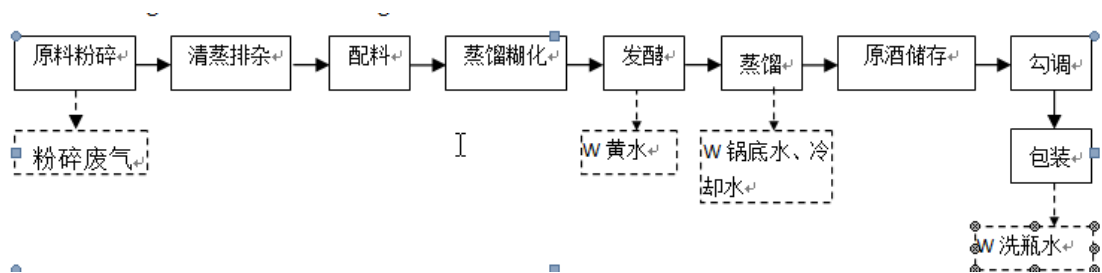 原料粉碎
清蒸排杂
配料
蒸馏糊化
发酵
蒸馏
原酒储存
勾调
粉碎废气
W 黄水
W 锅底水、冷
却水
包装
W 洗瓶水